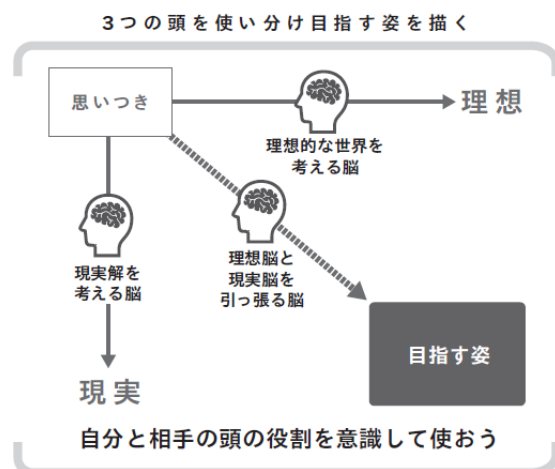 3つの頭を使い分け目指す姿を描く
思いつき
理想
理想的な世界を
考える脳
現実解を
考える脳
理想脳と
現実脳を
引っ張る脳
目指す姿
現実
自分と相手の頭の役割を意識して使おう